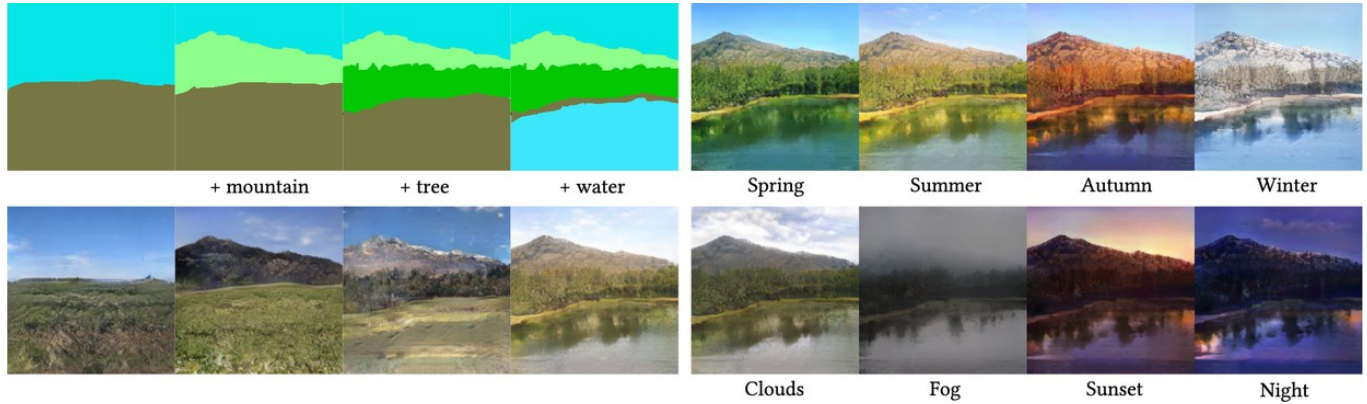 + mountain
+ tree
+ water
Spring
Summer
Autumn
Winter
Clouds
Fog
Sunset
Night